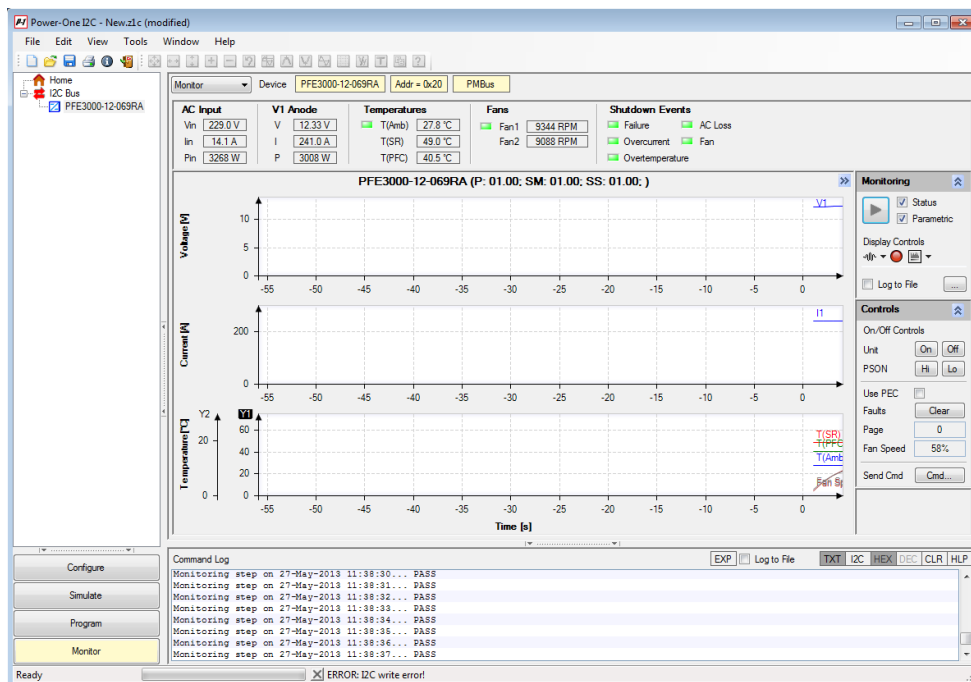 Power-One I2C - New.z1c (modified)
File Edit View Tools Window Help
Home
I2C Bus
PFE3000-12-069RA
Monitor Device PFE3000-12-069RA Addr = 0x20 PMBus
AC Input V1 Anode Temperatures Fans Shutdown Events
Vin 229.0 V V 12.33 V T(Amb) 27.8 °C Fan1 9344 RPM Failure AC Loss
Iin 14.1 A I 241.0 A T(SR) 49.0 °C Fan2 9088 RPM Overcurrent Fan
Pin 3268 W P 3008 W T(PFC) 40.5 °C Overtemperature
PFE3000-12-069RA (P: 01.00; SM: 01.00; SS: 01.00; )
Voltage [V]
10
5
0
V1
-55 -50 -45 -40 -35 -30 -25 -20 -15 -10 -5 0
Current [A]
200
0
I1
-55 -50 -45 -40 -35 -30 -25 -20 -15 -10 -5 0
Temperature [°C]
Y2 Y1
20
0
60
40
20
0
T(SR)
T(PFC
T(Amb
Fan Sp
-55 -50 -45 -40 -35 -30 -25 -20 -15 -10 -5 0
Time [s]
Monitoring
Status
Parametric
Display Controls
Log to File ...
Controls
On/Off Controls
Unit On Off
PSON Hi Lo
Use PEC
Faults Clear
Page 0
Fan Speed 58%
Send Cmd Cmd...
Configure
Simulate
Program
Monitor
Command Log EXP Log to File TXT I2C HEX DEC CLR HLP
Monitoring step on 27-May-2013 11:38:30... PASS
Monitoring step on 27-May-2013 11:38:31... PASS
Monitoring step on 27-May-2013 11:38:32... PASS
Monitoring step on 27-May-2013 11:38:33... PASS
Monitoring step on 27-May-2013 11:38:34... PASS
Monitoring step on 27-May-2013 11:38:35... PASS
Monitoring step on 27-May-2013 11:38:36... PASS
Monitoring step on 27-May-2013 11:38:37... PASS
Ready ERROR: I2C write error!